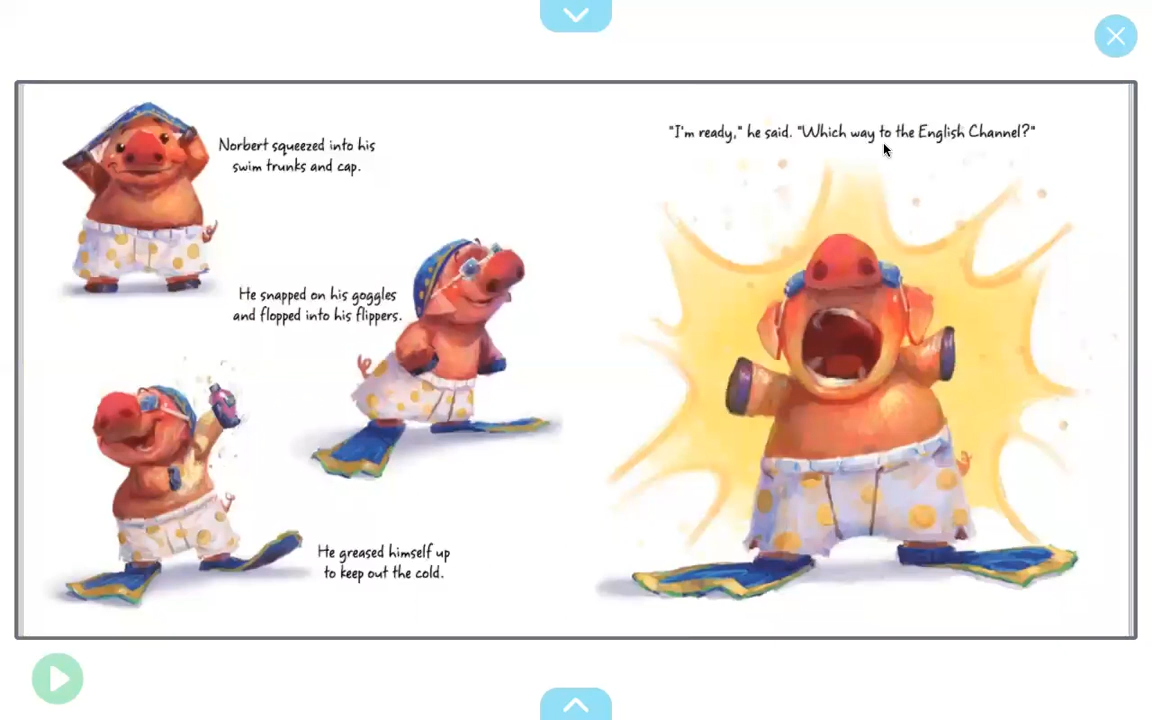 Norbert squeezed into his
swim trunks and cap.
He snapped on his goggles
and flopped into his flippers.
He greased himself up
to keep out the cold.
"I'm ready," he said. "Which way to the English Channel?"